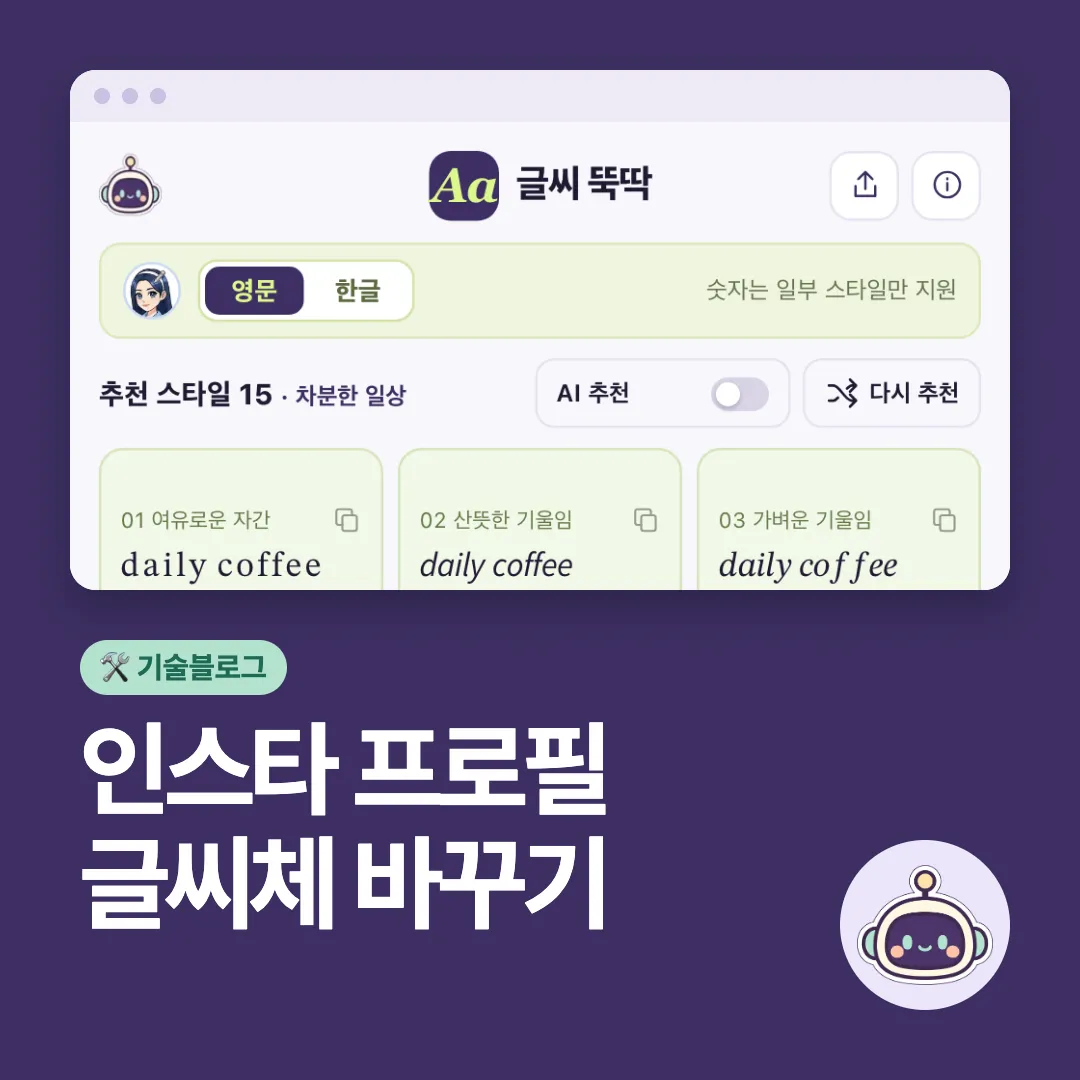 Aa 글씨 뚝딱
영문 한글 숫자는 일부 스타일만 지원
추천 스타일 15 · 차분한 일상 AI 추천 다시 추천
01 여유로운 자간 02 산뜻한 기울임 03 가벼운 기울임
daily coffee daily coffee daily coffee
기술블로그
인스타 프로필
글씨체 바꾸기